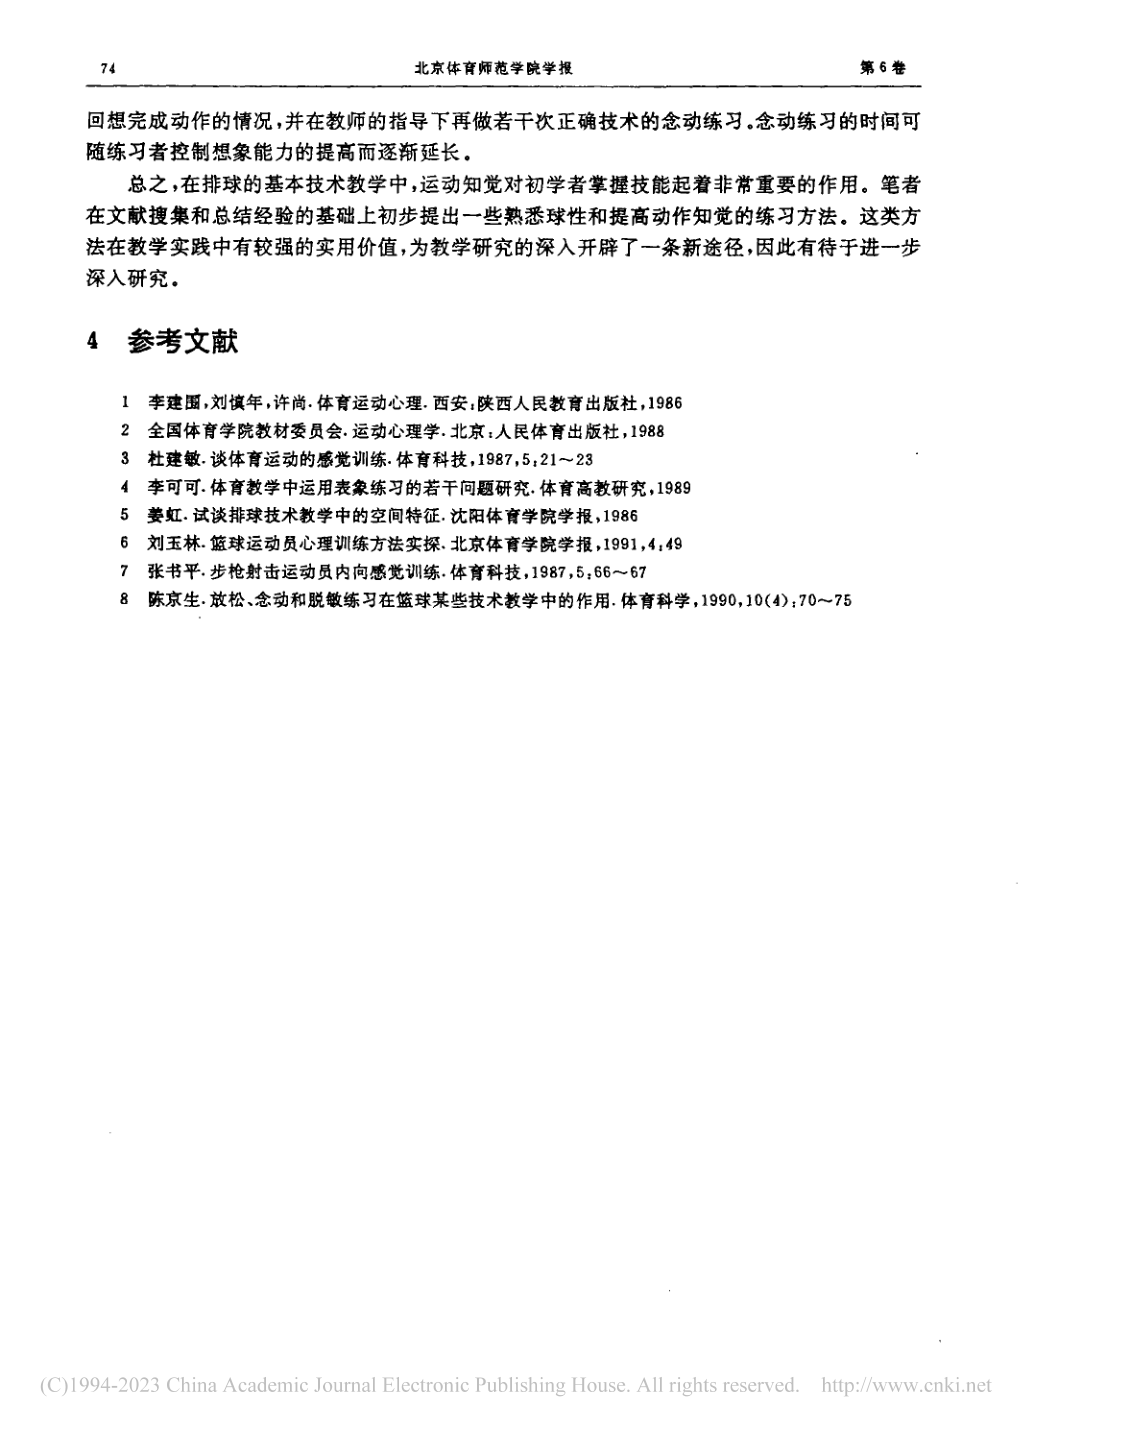 74 北京体育师范学院学报 第6卷
回想完成动作的情况,并在教师的指导下再做若干次正确技术的念动练习。念动练习的时间可
随练习者控制想象能力的提高而逐渐延长。
总之,在排球的基本技术教学中,运动知觉对初学者掌握技能起着非常重要的作用。笔者
在文献搜集和总结经验的基础上初步提出一些熟悉球性和提高动作知觉的练习方法。这类方
法在教学实践中有较强的实用价值,为教学研究的深入开辟了一条新途径,因此有待于进一步
深入研究。
4 参考文献
1 李建国,刘慎年,许尚.体育运动心理.西安:陕西人民教育出版社,1986
2 全国体育学院教材委员会.运动心理学.北京:人民体育出版社,1988
3 杜建敏.谈体育运动的感觉训练.体育科技,1987,5:21~23
4 李可可.体育教学中运用表象练习的若干问题研究.体育高教研究,1989
5 姜虹.试谈排球技术教学中的空间特征.沈阳体育学院学报,1986
6 刘玉林.篮球运动员心理训练方法实探.北京体育学院学报,1991,4:49
7 张书平.步枪射击运动员内向感觉训练.体育科技,1987,5:66~67
8 陈京生.放松、念动和脱敏练习在篮球某些技术教学中的作用.体育科学,1990,10(4):70~75
(C)1994-2023 China Academic Journal Electronic Publishing House. All rights reserved. http://www.cnki.net